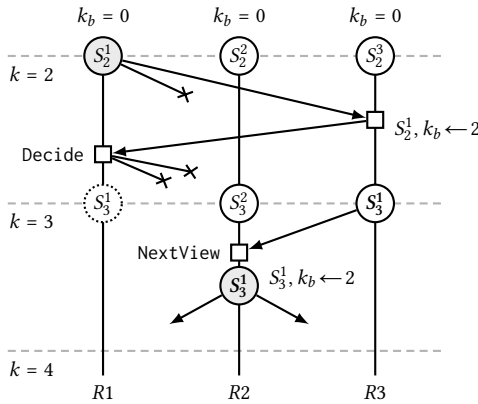 k_b = 0 k_b = 0 k_b = 0
S_2^1 S_2^2 S_2^3
k = 2
S_2^1, k_b ← 2
Decide
S_3^1 S_3^2 S_3^1
k = 3
NextView
S_3^1 S_3^1, k_b ← 2
k = 4
R1 R2 R3